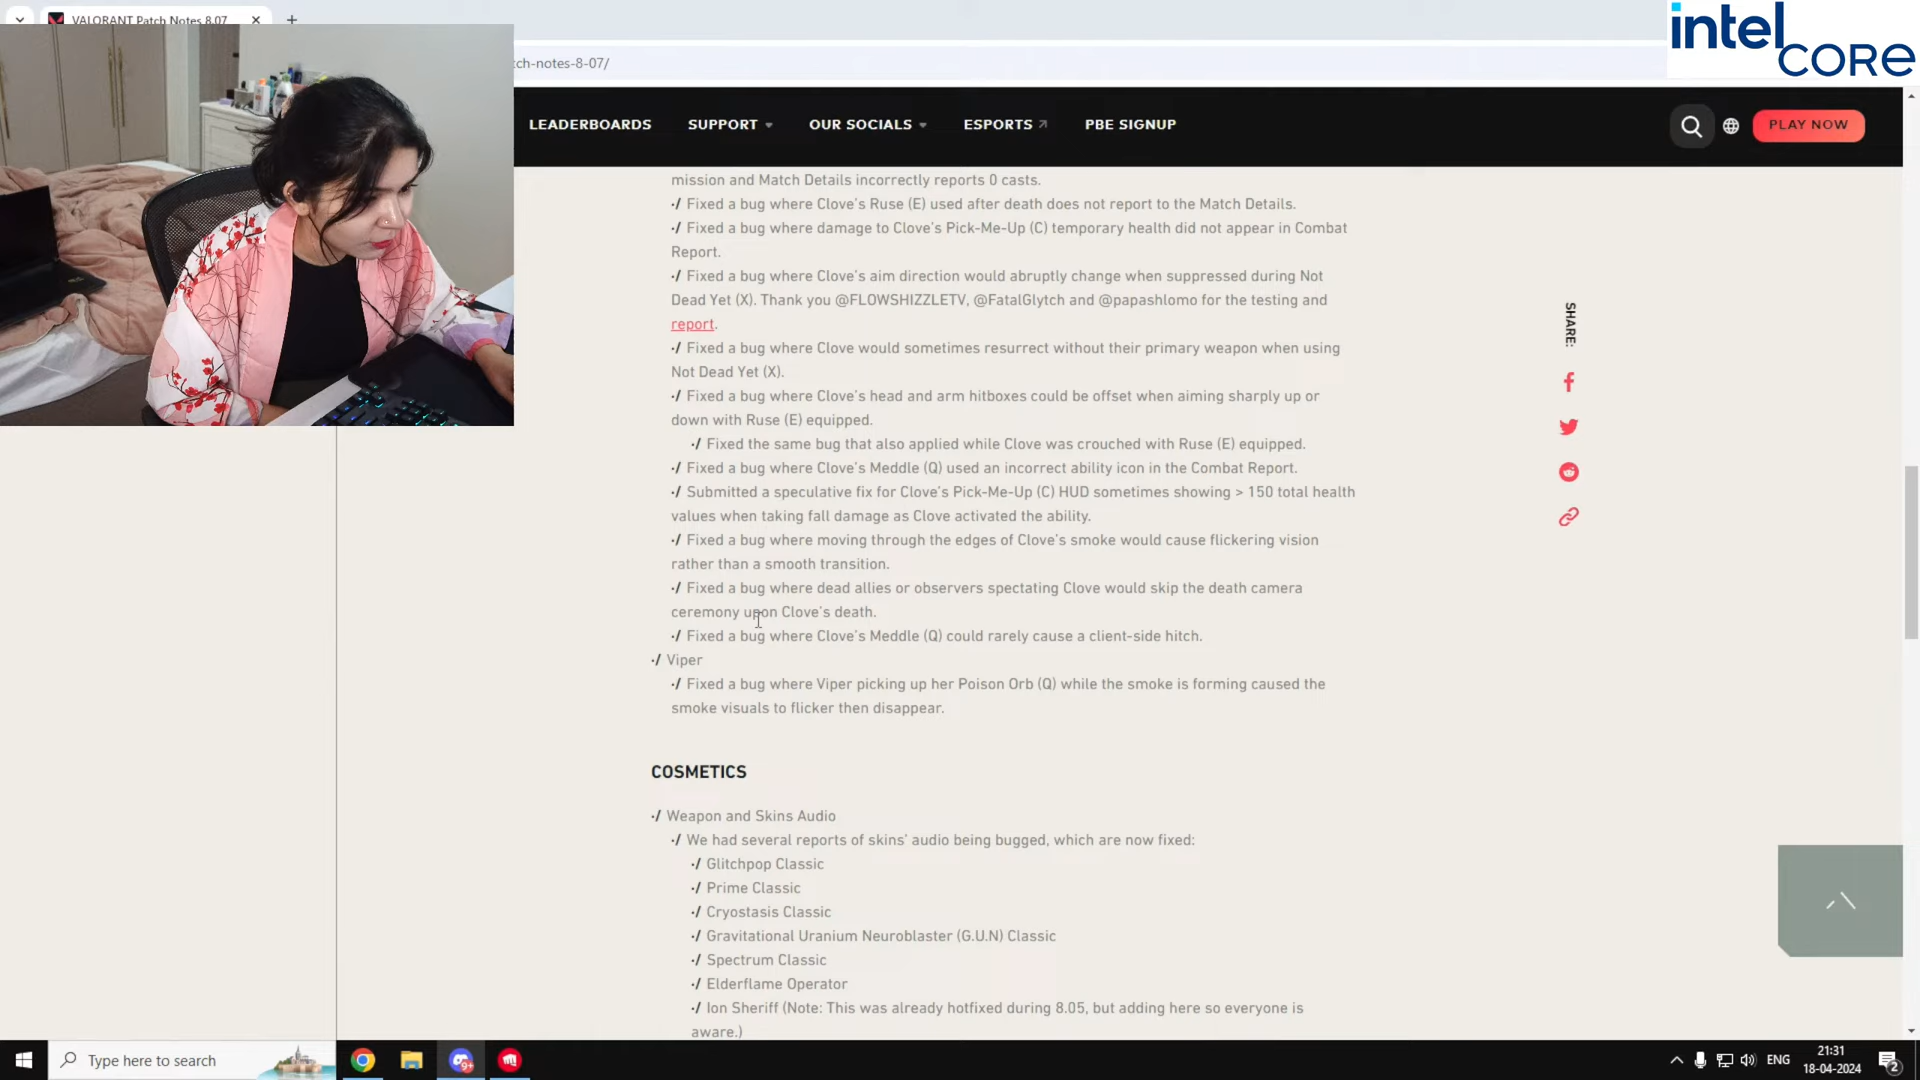 VALORANT Patch Notes 8.07
intel
CORE
ch-notes-8-07/
LEADERBOARDS SUPPORT OUR SOCIALS ESPORTS PBE SIGNUP PLAY NOW
mission and Match Details incorrectly reports 0 casts.
Fixed a bug where Clove's Ruse (E) used after death does not report to the Match Details.
Fixed a bug where damage to Clove's Pick-Me-Up (C) temporary health did not appear in Combat
Report.
Fixed a bug where Clove's aim direction would abruptly change when suppressed during Not
Dead Yet (X). Thank you @FLOWSHIZZLETV, @FatalGlytch and @papashlomo for the testing and
report.
Fixed a bug where Clove would sometimes resurrect without their primary weapon when using
Not Dead Yet (X).
Fixed a bug where Clove's head and arm hitboxes could be offset when aiming sharply up or
down with Ruse (E) equipped.
Fixed the same bug that also applied while Clove was crouched with Ruse (E) equipped.
Fixed a bug where Clove's Meddle (Q) used an incorrect ability icon in the Combat Report.
Submitted a speculative fix for Clove's Pick-Me-Up (C) HUD sometimes showing > 150 total health
values when taking fall damage as Clove activated the ability.
Fixed a bug where moving through the edges of Clove's smoke would cause flickering vision
rather than a smooth transition.
Fixed a bug where dead allies or observers spectating Clove would skip the death camera
ceremony upon Clove's death.
Fixed a bug where Clove's Meddle (Q) could rarely cause a client-side hitch.
Viper
Fixed a bug where Viper picking up her Poison Orb (Q) while the smoke is forming caused the
smoke visuals to flicker then disappear.
COSMETICS
Weapon and Skins Audio
We had several reports of skins' audio being bugged, which are now fixed:
Glitchpop Classic
Prime Classic
Cryostasis Classic
Gravitational Uranium Neuroblaster (G.U.N) Classic
Spectrum Classic
Elderflame Operator
Ion Sheriff (Note: This was already hotfixed during 8.05, but adding here so everyone is
aware.)
SHARE:
Type here to search
9+
ENG
21:31
18-04-2024
2